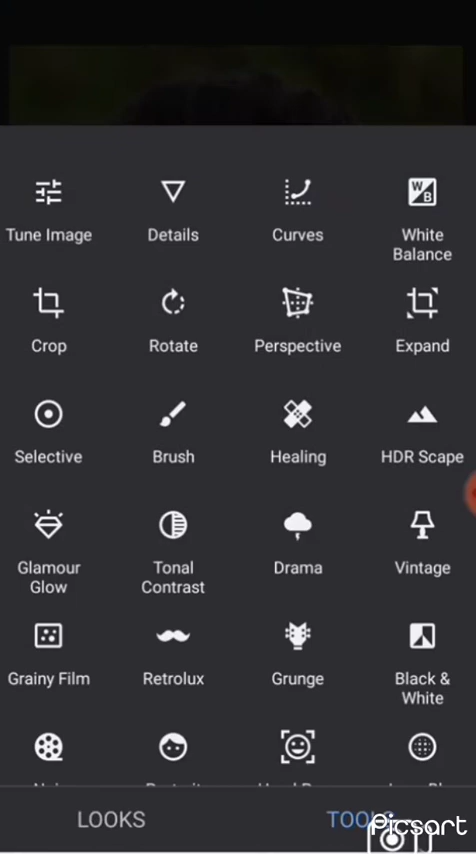 Tune Image
Details
Curves
White
Balance
W
B
Crop
Rotate
Perspective
Expand
Selective
Brush
Healing
HDR Scape
Glamour
Glow
Tonal
Contrast
Drama
Vintage
Grainy Film
Retrolux
Grunge
Black &
White
LOOKS
TOOLS
Picsart